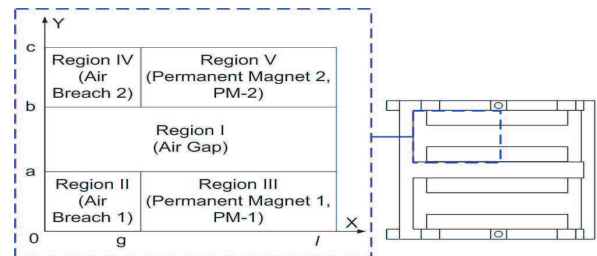 Y
c
Region IV
(Air
Breach 2)
Region V
(Permanent Magnet 2,
PM-2)
b
Region I
(Air Gap)
a
Region II
(Air
Breach 1)
Region III
(Permanent Magnet 1,
PM-1)
X
0
g
l